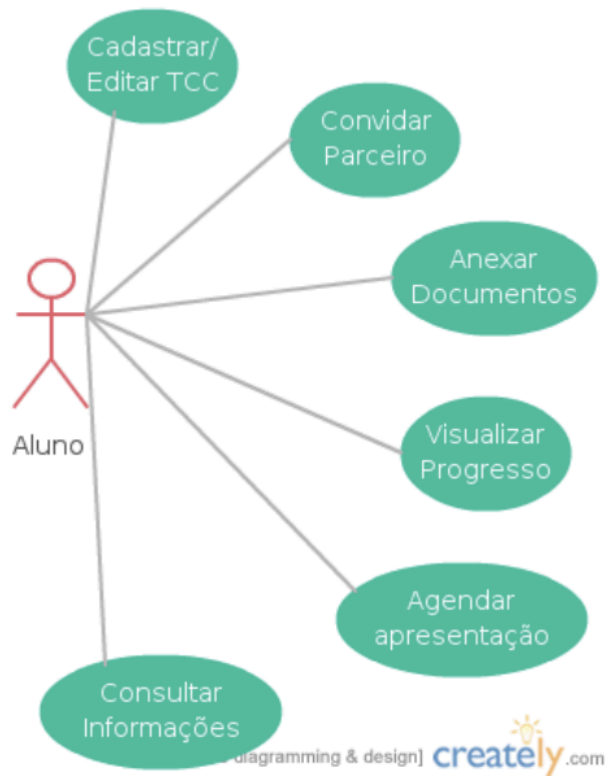 Cadastrar/
Editar TCC
Convidar
Parceiro
Anexar
Documentos
Aluno
Visualizar
Progresso
Agendar
apresentação
Consultar
Informações
diagramming & design] creately.com